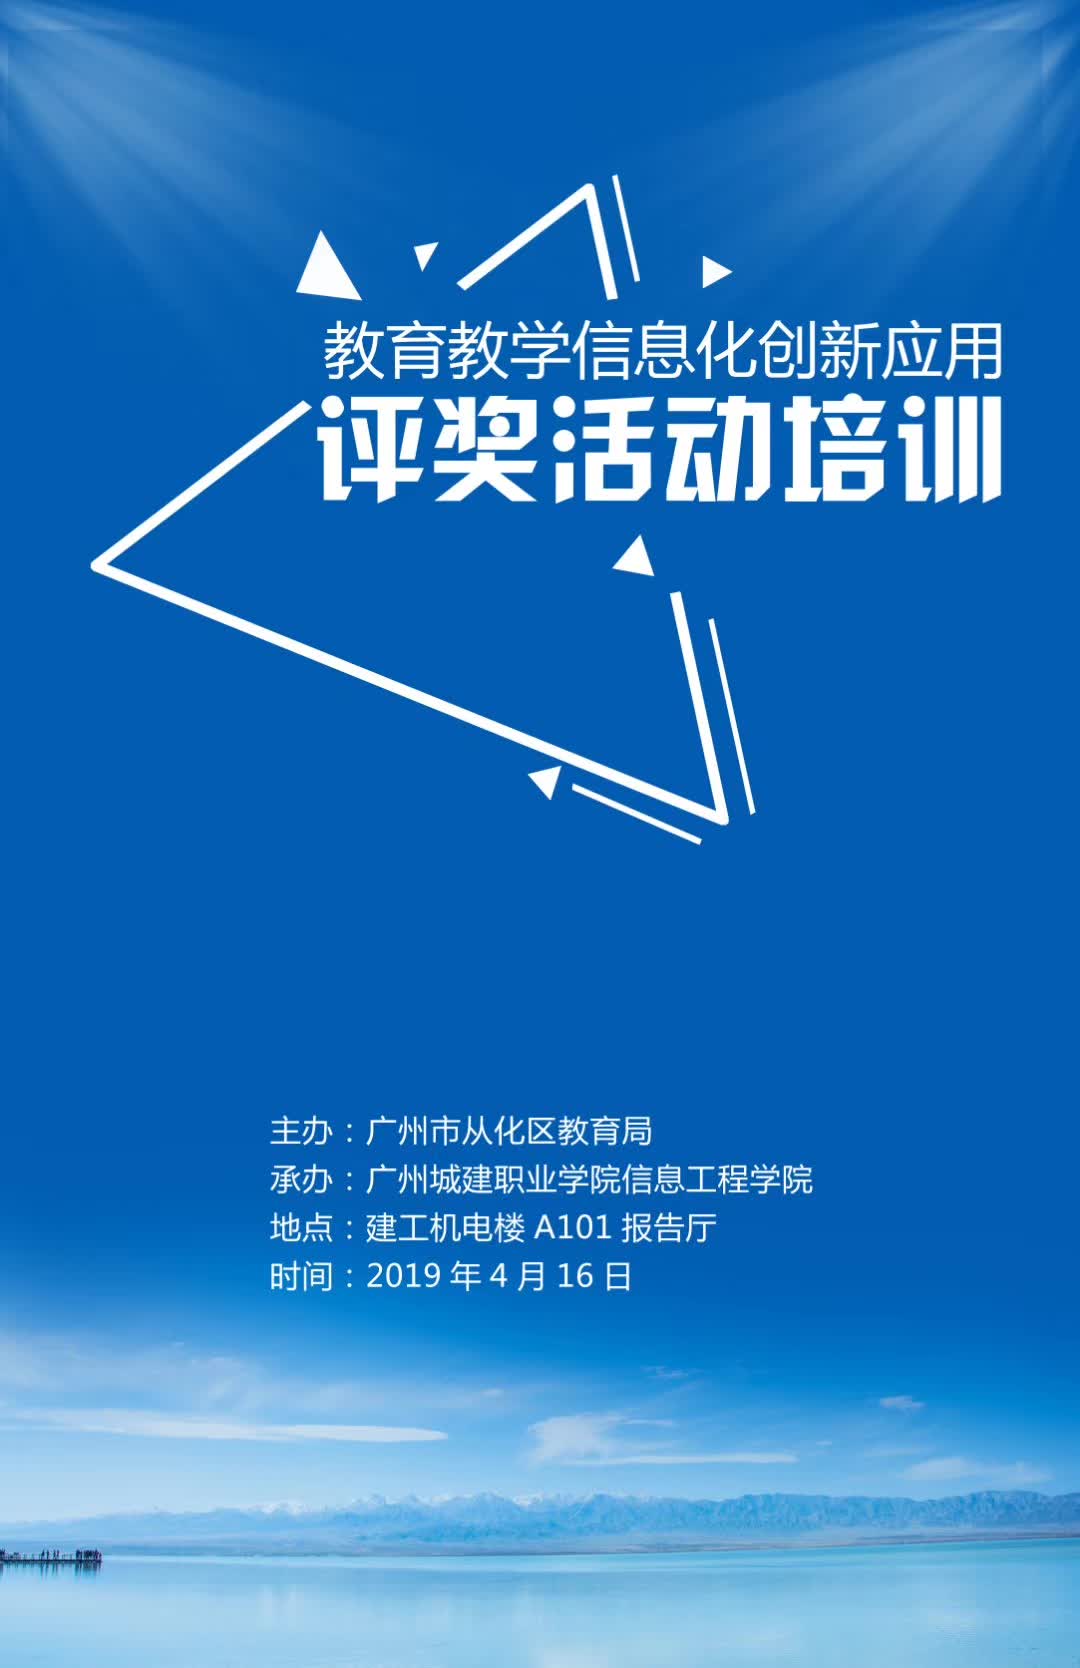 教育教学信息化创新应用
评奖活动培训
主办：广州市从化区教育局
承办：广州城建职业学院信息工程学院
地点：建工机电楼 A101 报告厅
时间：2019 年 4 月 16 日